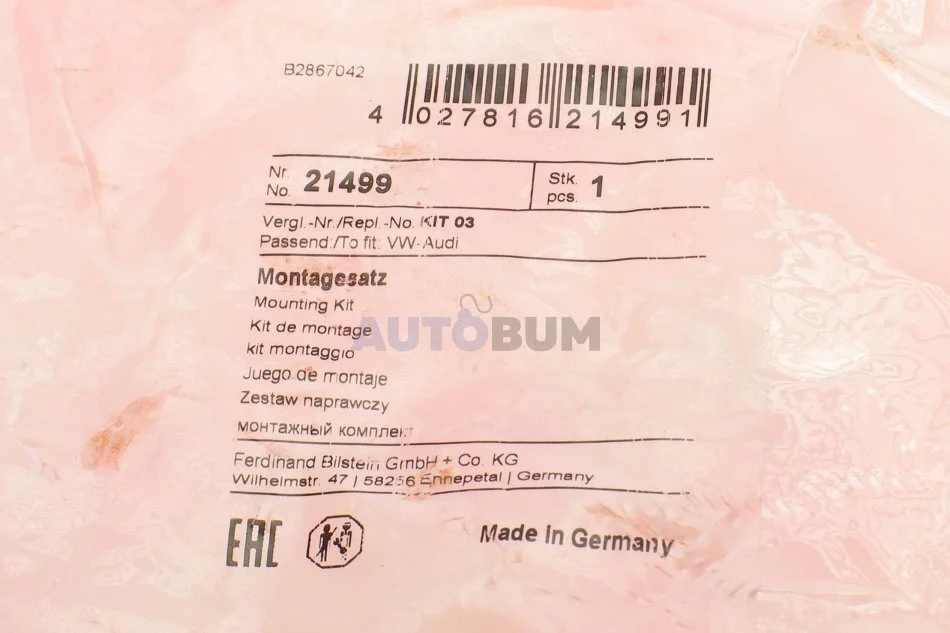 B2867042
4 027816 214991
Nr. No. 21499 Stk. pcs. 1
Vergl.-Nr./Repl.-No. KIT 03
Passend:/To fit: VW-Audi
Montagesatz
Mounting Kit
Kit de montage
AUTOBUM
kit montaggio
Juego de montaje
Zestaw naprawczy
монтажный комплект
Ferdinand Bilstein GmbH + Co. KG
Wilhelmstr. 47 | 58256 Ennepetal | Germany
EAC
Made in Germany